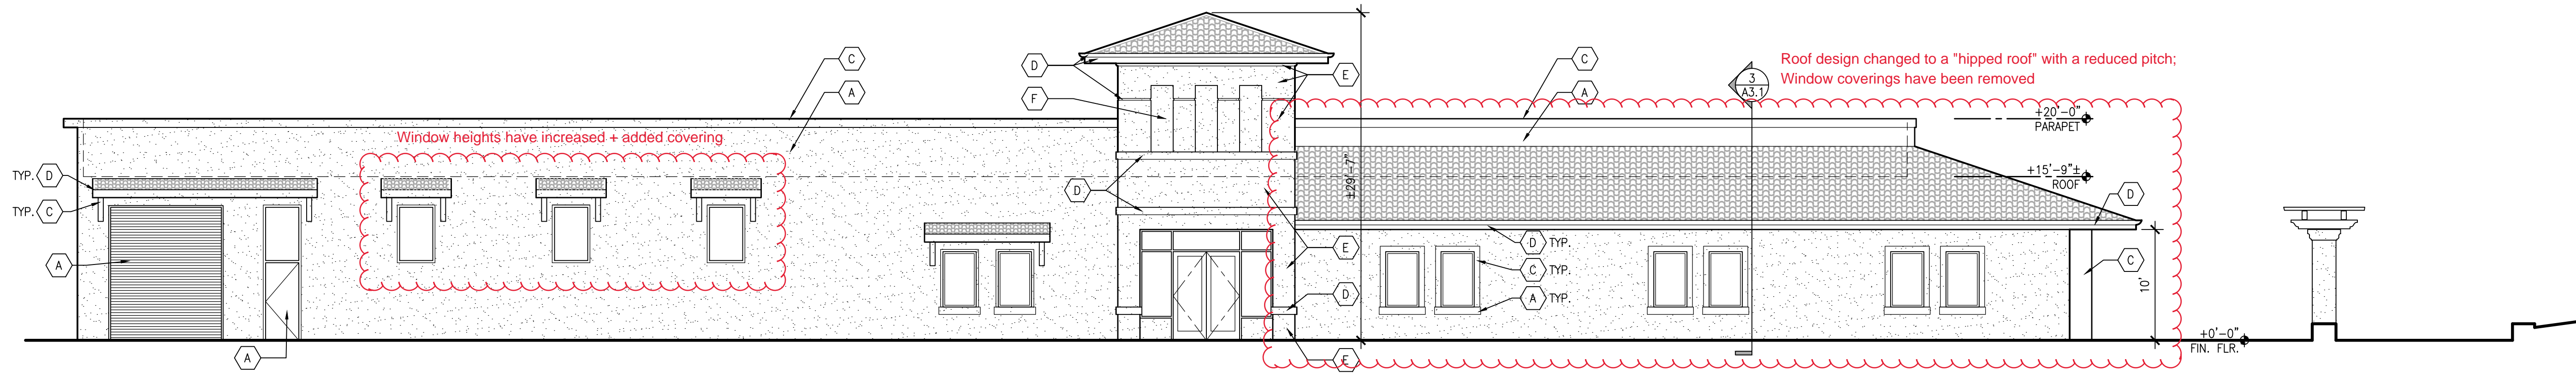 C
A
Window heights have increased + added covering
TYP. D
TYP. C
A
A
D
F
E
D
±29'-7"
C
A
3
A3.1
Roof design changed to a "hipped roof" with a reduced pitch;
Window coverings have been removed
+20'-0"
PARAPET
+15'-9"±
ROOF
D
D TYP.
C TYP.
A TYP.
E
D
E
C
10'
+0'-0"
FIN. FLR.